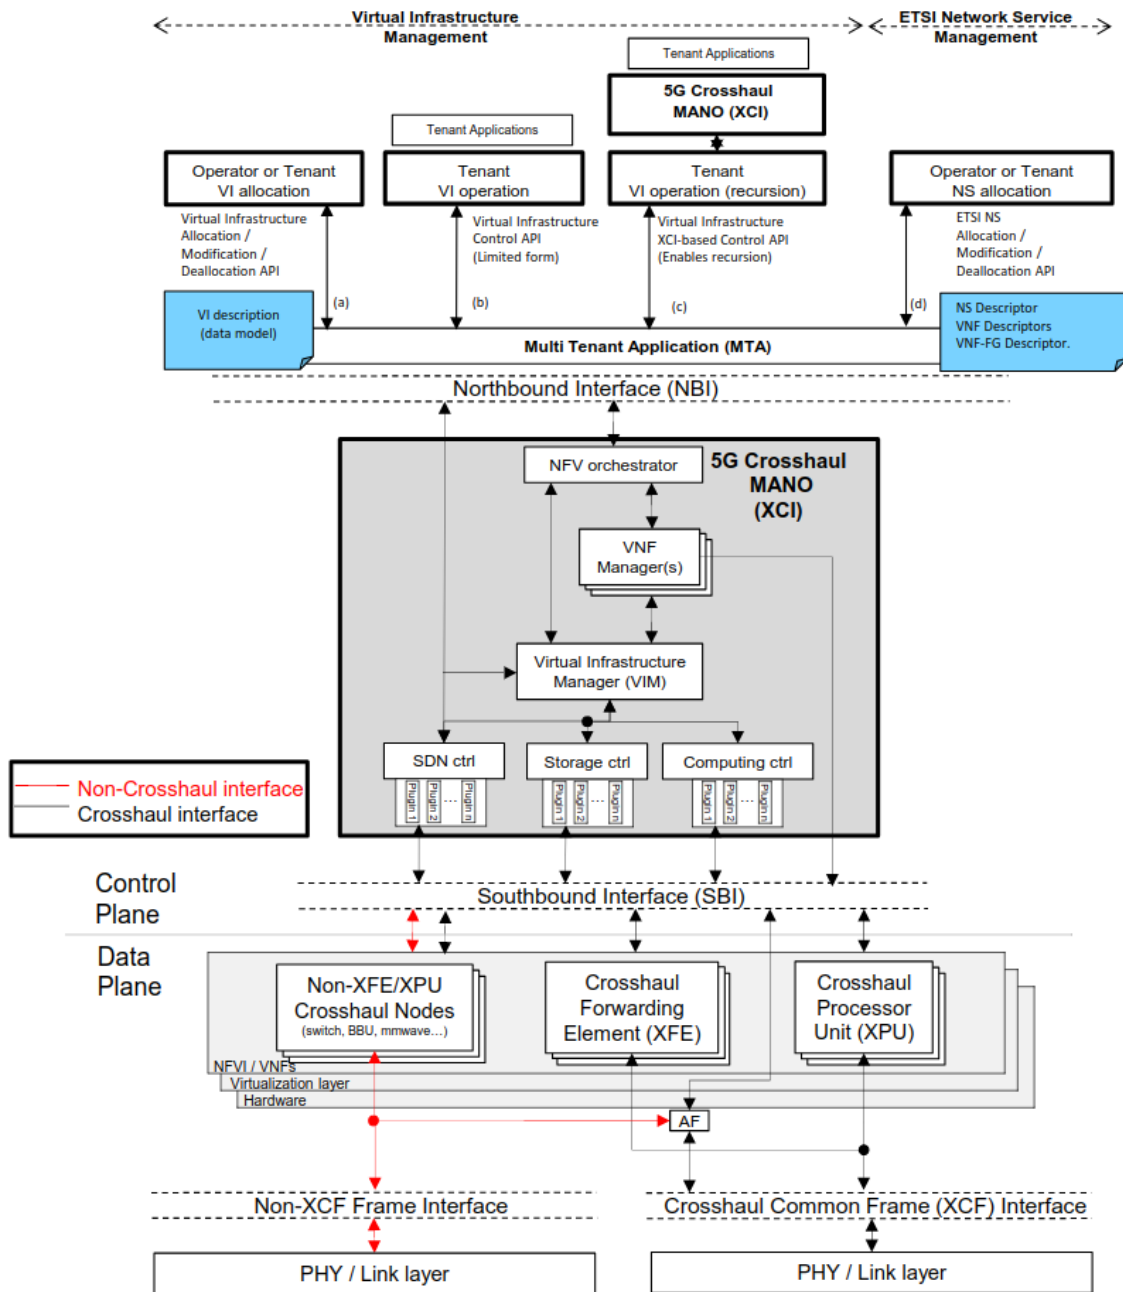 Virtual Infrastructure
Management
ETSI Network Service
Management
Tenant Applications
5G Crosshaul
MANO (XCI)
Tenant Applications
Operator or Tenant
VI allocation
Tenant
VI operation
Tenant
VI operation (recursion)
Operator or Tenant
NS allocation
Virtual Infrastructure
Allocation /
Modification /
Deallocation API
Virtual Infrastructure
Control API
(Limited form)
Virtual Infrastructure
XCI-based Control API
(Enables recursion)
ETSI NS
Allocation /
Modification /
Deallocation API
(a)
(b)
(c)
(d)
VI description
(data model)
NS Descriptor
VNF Descriptors
VNF-FG Descriptor.
Multi Tenant Application (MTA)
Northbound Interface (NBI)
NFV orchestrator
5G Crosshaul
MANO
(XCI)
VNF
Manager(s)
Virtual Infrastructure
Manager (VIM)
SDN ctrl
Storage ctrl
Computing ctrl
Plugin 1
Plugin 2
...
Plugin n
Plugin 1
Plugin 2
...
Plugin n
Plugin 1
Plugin 2
...
Plugin n
Non-Crosshaul interface
Crosshaul interface
Control
Plane
Southbound Interface (SBI)
Data
Plane
Non-XFE/XPU
Crosshaul Nodes
(switch, BBU, mmwave...)
Crosshaul
Forwarding
Element (XFE)
Crosshaul
Processor
Unit (XPU)
NFVI / VNFs
Virtualization layer
Hardware
AF
Non-XCF Frame Interface
Crosshaul Common Frame (XCF) Interface
PHY / Link layer
PHY / Link layer